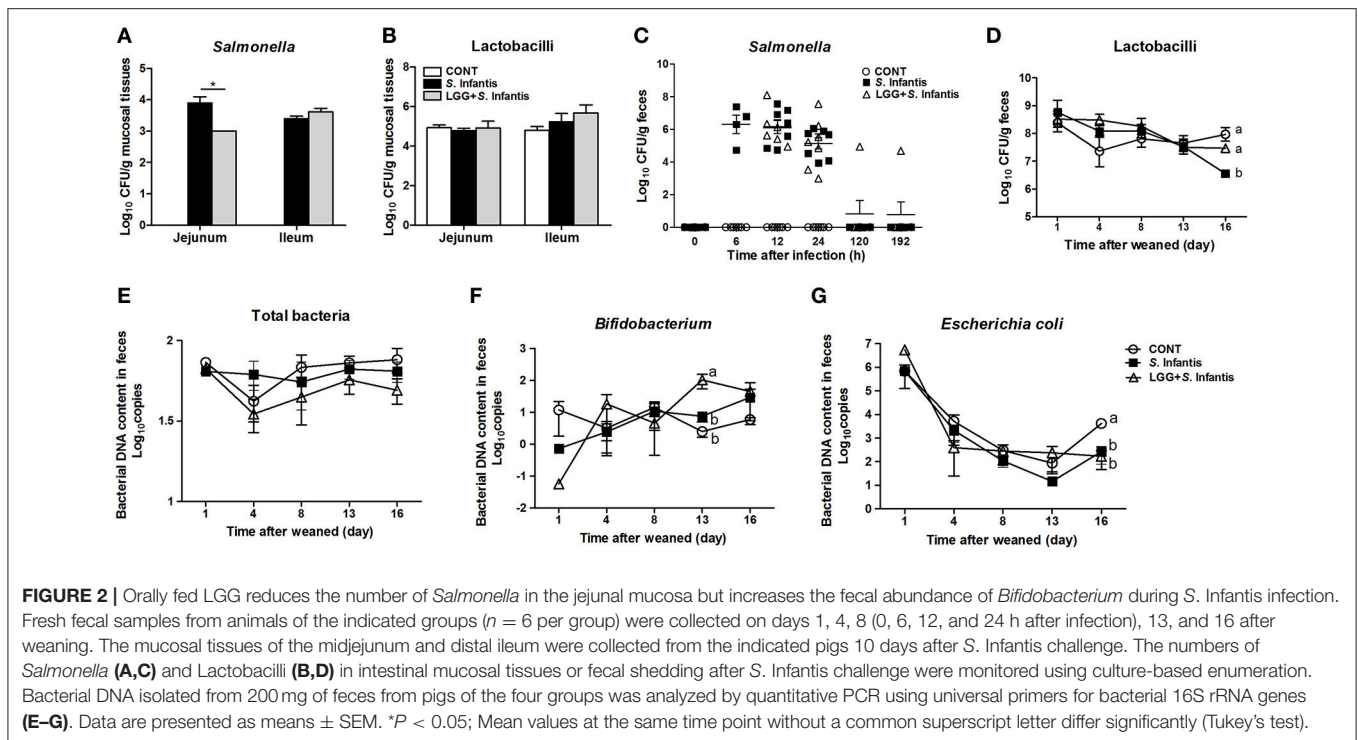 A
Salmonella
Log10 CFU/g mucosal tissues
5
4
3
2
1
0
*
Jejunum
Ileum
B
Lactobacilli
CONT
S. Infantis
LGG+S. Infantis
Log10 CFU/g mucosal tissues
8
6
4
2
0
Jejunum
Ileum
C
Salmonella
CONT
S. Infantis
LGG+S. Infantis
Log10 CFU/g feces
10
8
6
4
2
0
0 6 12 24 120 192
Time after infection (h)
D
Lactobacilli
Log10 CFU/g feces
10
9
8
7
6
5
a
a
b
1 4 8 13 16
Time after weaned (day)
E
Total bacteria
Bacterial DNA content in feces
Log10copies
2
1.5
1
1 4 8 13 16
Time after weaned (day)
F
Bifidobacterium
Bacterial DNA content in feces
Log10copies
3
2
1
0
-1
-2
a
b
b
1 4 8 13 16
Time after weaned (day)
G
Escherichia coli
CONT
S. Infantis
LGG+S. Infantis
Bacterial DNA content in feces
Log10copies
7
6
5
4
3
2
1
0
a
b
b
1 4 8 13 16
Time after weaned (day)
FIGURE 2 | Orally fed LGG reduces the number of Salmonella in the jejunal mucosa but increases the fecal abundance of Bifidobacterium during S. Infantis infection.
Fresh fecal samples from animals of the indicated groups (n = 6 per group) were collected on days 1, 4, 8 (0, 6, 12, and 24 h after infection), 13, and 16 after
weaning. The mucosal tissues of the midjejunum and distal ileum were collected from the indicated pigs 10 days after S. Infantis challenge. The numbers of
Salmonella (A,C) and Lactobacilli (B,D) in intestinal mucosal tissues or fecal shedding after S. Infantis challenge were monitored using culture-based enumeration.
Bacterial DNA isolated from 200 mg of feces from pigs of the four groups was analyzed by quantitative PCR using universal primers for bacterial 16S rRNA genes
(E–G). Data are presented as means ± SEM. *P < 0.05; Mean values at the same time point without a common superscript letter differ significantly (Tukey's test).